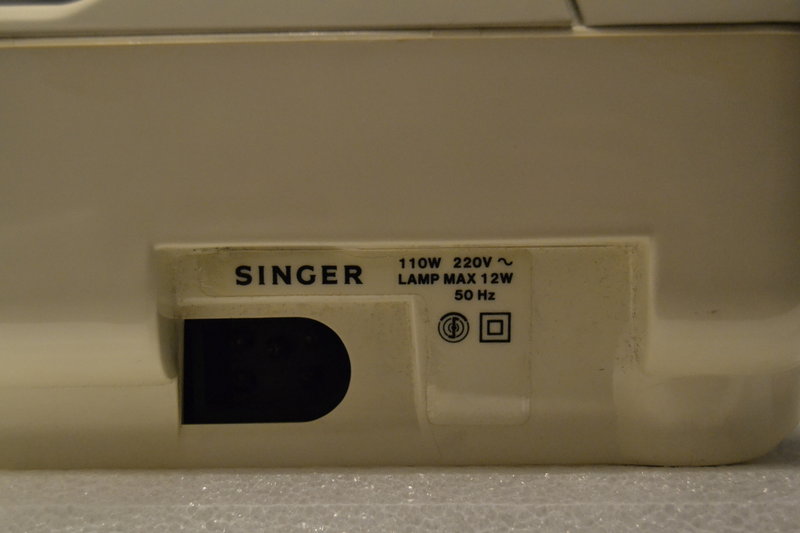 SINGER
110W 220V ~
LAMP MAX 12W
50 Hz